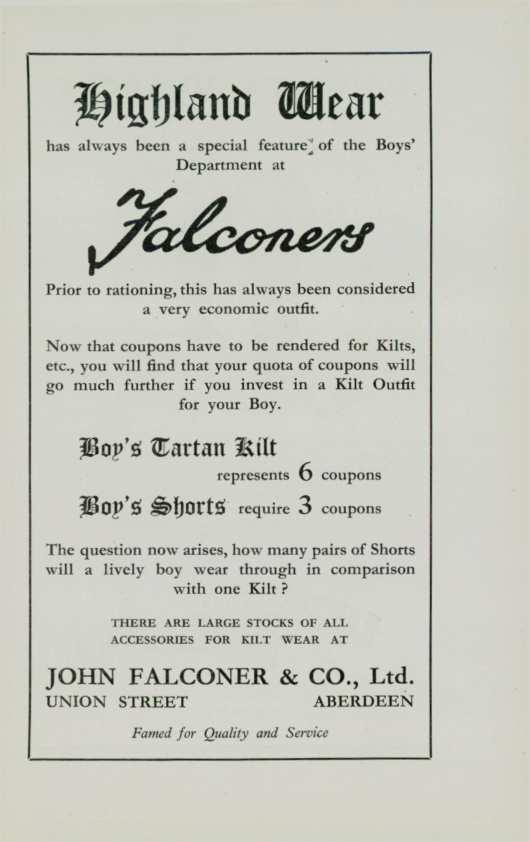 Highland Wear
has always been a special feature of the Boys'
Department at
Falconers
Prior to rationing, this has always been considered
a very economic outfit.
Now that coupons have to be rendered for Kilts,
etc., you will find that your quota of coupons will
go much further if you invest in a Kilt Outfit
for your Boy.
Boy's Tartan Kilt
represents 6 coupons
Boy's Shorts require 3 coupons
The question now arises, how many pairs of Shorts
will a lively boy wear through in comparison
with one Kilt ?
THERE ARE LARGE STOCKS OF ALL
ACCESSORIES FOR KILT WEAR AT
JOHN FALCONER & CO., Ltd.
UNION STREET ABERDEEN
Famed for Quality and Service